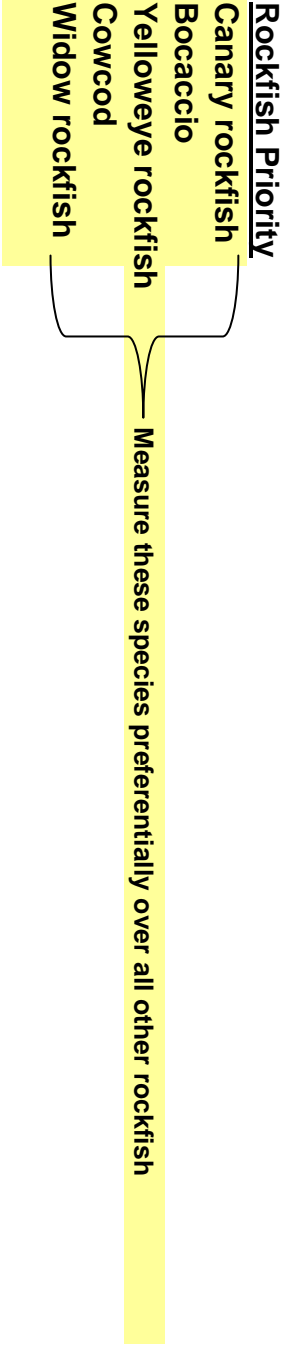 Rockfish Priority
Canary rockfish
Bocaccio
Yelloweye rockfish
Cowcod
Widow rockfish
Measure these species preferentially over all other rockfish